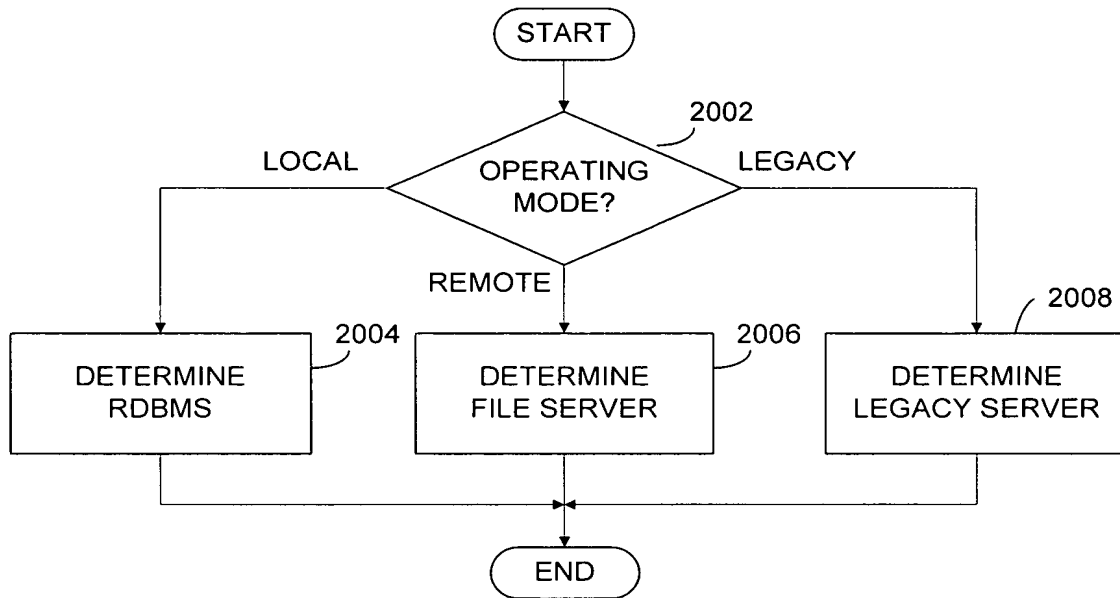 START
2002
LOCAL
OPERATING
MODE?
LEGACY
REMOTE
2004
DETERMINE
RDBMS
2006
DETERMINE
FILE SERVER
2008
DETERMINE
LEGACY SERVER
END